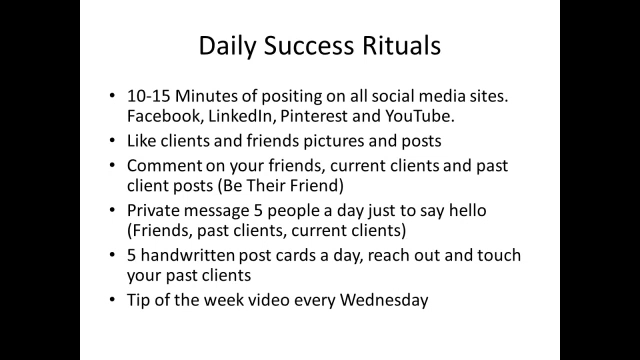 Daily Success Rituals
• 10-15 Minutes of positing on all social media sites.
Facebook, LinkedIn, Pinterest and YouTube.
• Like clients and friends pictures and posts
• Comment on your friends, current clients and past
client posts (Be Their Friend)
• Private message 5 people a day just to say hello
(Friends, past clients, current clients)
• 5 handwritten post cards a day, reach out and touch
your past clients
• Tip of the week video every Wednesday